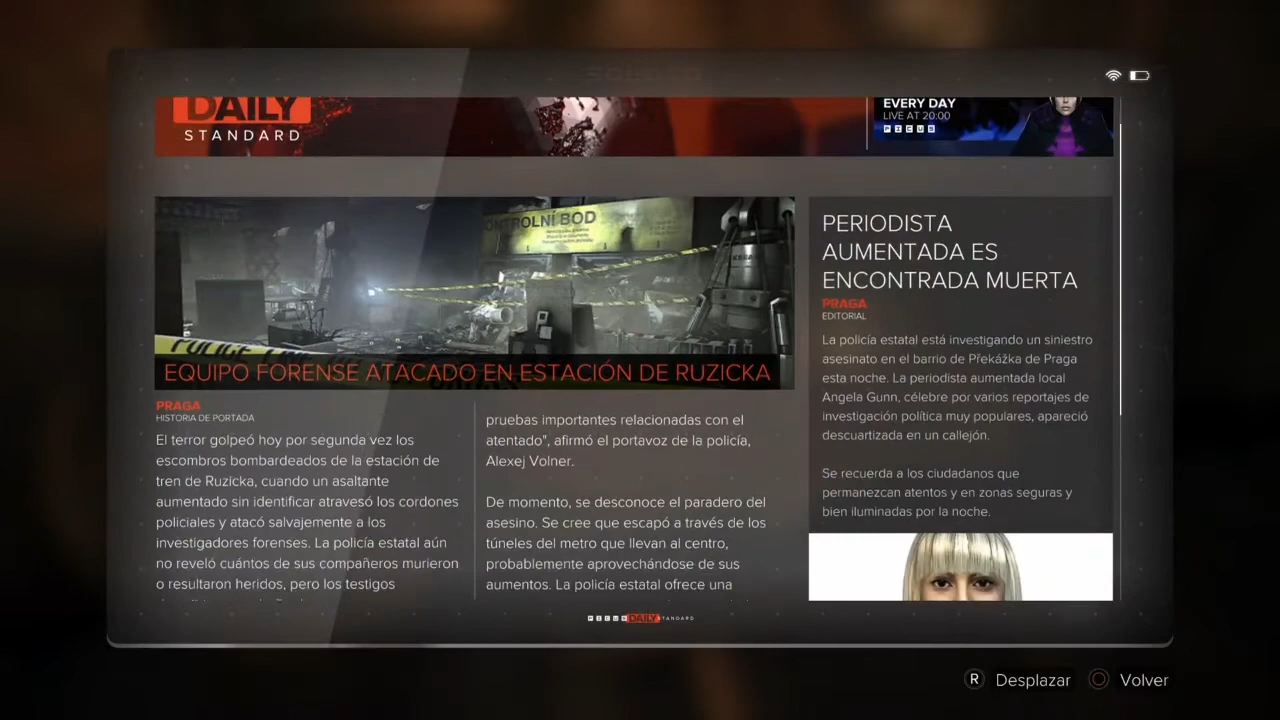 DAILY
STANDARD
EVERY DAY
LIVE AT 20:00
PICUS
KONTROLNÍ BOD
POLICE LINE
EQUIPO FORENSE ATACADO EN ESTACIÓN DE RUZICKA
PRAGA
HISTORIA DE PORTADA
El terror golpeó hoy por segunda vez los
escombros bombardeados de la estación de
tren de Ruzicka, cuando un asaltante
aumentado sin identificar atravesó los cordones
policiales y atacó salvajemente a los
investigadores forenses. La policía estatal aún
no reveló cuántos de sus compañeros murieron
o resultaron heridos, pero los testigos
pruebas importantes relacionadas con el
atentado", afirmó el portavoz de la policía,
Alexej Volner.
De momento, se desconoce el paradero del
asesino. Se cree que escapó a través de los
túneles del metro que llevan al centro,
probablemente aprovechándose de sus
aumentos. La policía estatal ofrece una
PERIODISTA
AUMENTADA ES
ENCONTRADA MUERTA
PRAGA
EDITORIAL
La policía estatal está investigando un siniestro
asesinato en el barrio de Překážka de Praga
esta noche. La periodista aumentada local
Angela Gunn, célebre por varios reportajes de
investigación política muy populares, apareció
descuartizada en un callejón.
Se recuerda a los ciudadanos que
permanezcan atentos y en zonas seguras y
bien iluminadas por la noche.
PICUS DAILY STANDARD
R Desplazar Volver